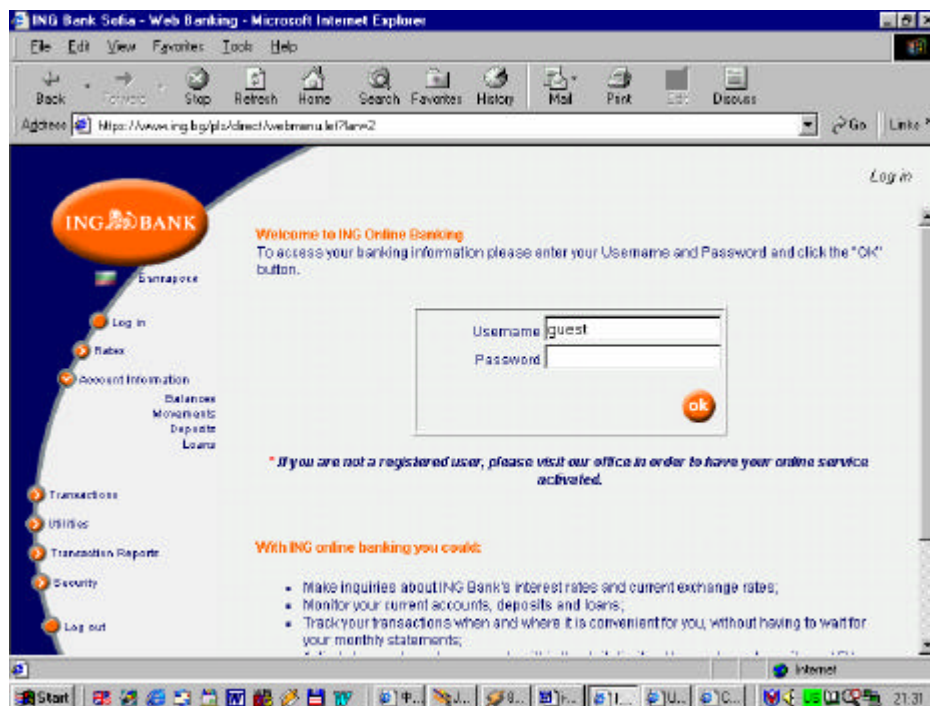 ING Bank Sofia - Web Banking - Microsoft Internet Explorer
File Edit View Favorites Tools Help
Back Forward Stop Refresh Home Search Favorites History Mail Print Edit Discuss
Address https://www.ing.bg/pls/direct/webmenu.lef?lan=2 Go Links
Log in
ING BANK
Български
Log in
Rates
Account Information
Balances
Movements
Deposits
Loans
Transactions
Utilities
Transaction Reports
Security
Log out
Welcome to ING Online Banking
To access your banking information please enter your Username and Password and click the "OK"
button.
Username guest
Password
ok
* If you are not a registered user, please visit our office in order to have your online service
activated.
With ING online banking you could:
• Make inquiries about ING Bank's interest rates and current exchange rates;
• Monitor your current accounts, deposits and loans;
• Track your transactions when and where it is convenient for you, without having to wait for
your monthly statements;
Internet
Start 21:31